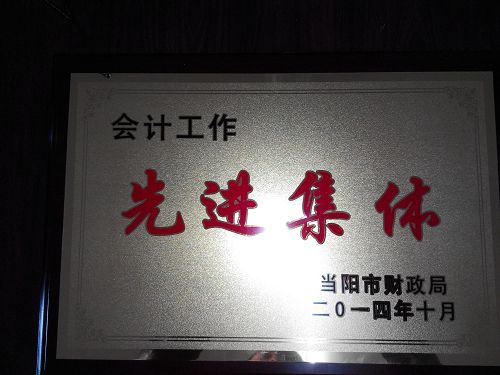 会计工作
先进集体
当阳市财政局
二0一四年十月